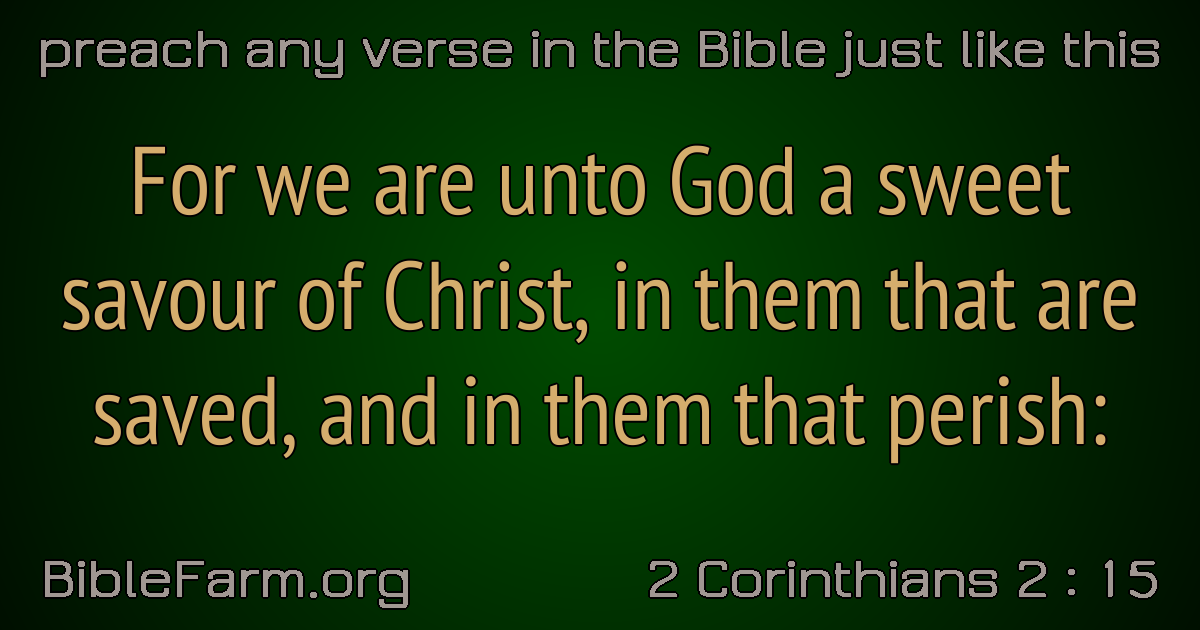 preach any verse in the Bible just like this
For we are unto God a sweet
savour of Christ, in them that are
saved, and in them that perish:
BibleFarm.org
2 Corinthians 2 : 15